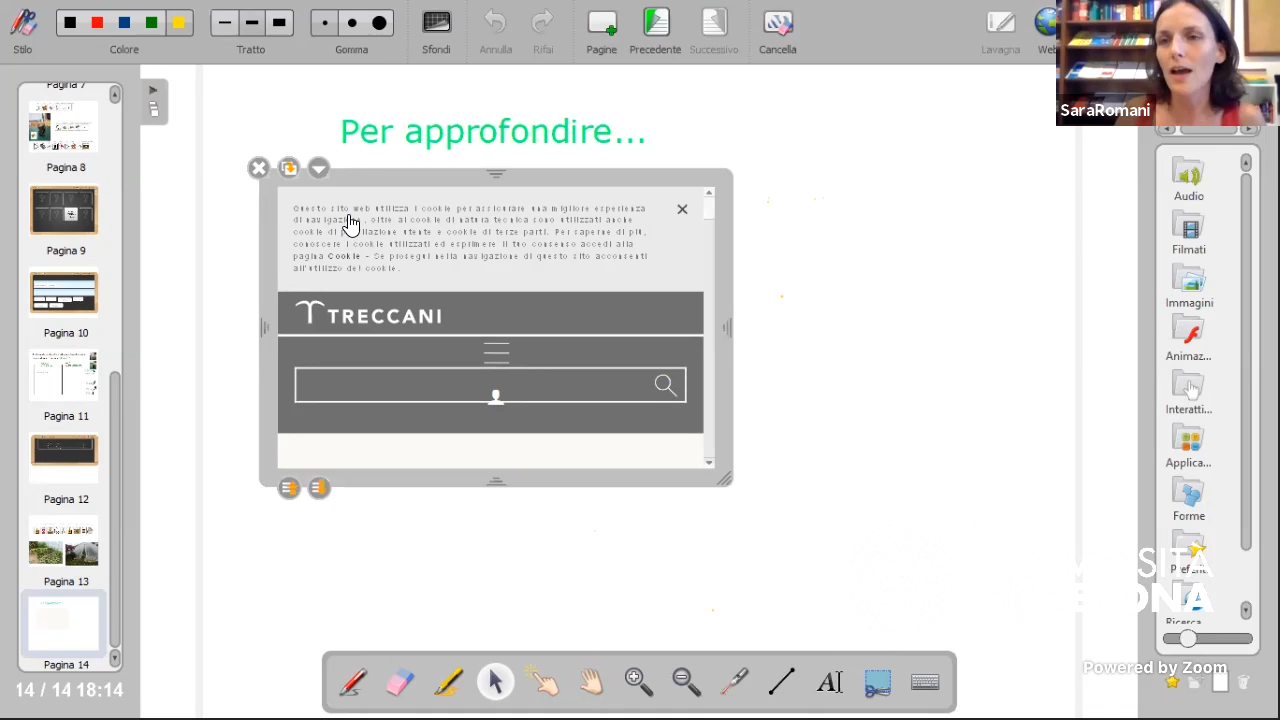 Stilo
Colore
Tratto
Gomma
Sfondi
Annulla
Rifai
Pagine
Precedente
Successivo
Cancella
Lavagna
Web
SaraRomani
Pagina 7
Pagina 8
Pagina 9
Pagina 10
Pagina 11
Pagina 12
Pagina 13
Pagina 14
14 / 14 18:14
Per approfondire...
Questo sito web utilizza i cookie per assicurare una migliore esperienza
di navigazione, oltre ai cookie di natura tecnica sono utilizzati anche
cookie di profilazione utente e cookie di terze parti. Per saperne di più,
conoscere i cookie utilizzati ed esprimere il tuo consenso accedi alla
pagina Cookie - Se prosegui nella navigazione di questo sito acconsenti
all'utilizzo dei cookie.
TRECCANI
Audio
Filmati
Immagini
Animaz...
Interatti...
Applica...
Forme
Ricerca
Powered by Zoom